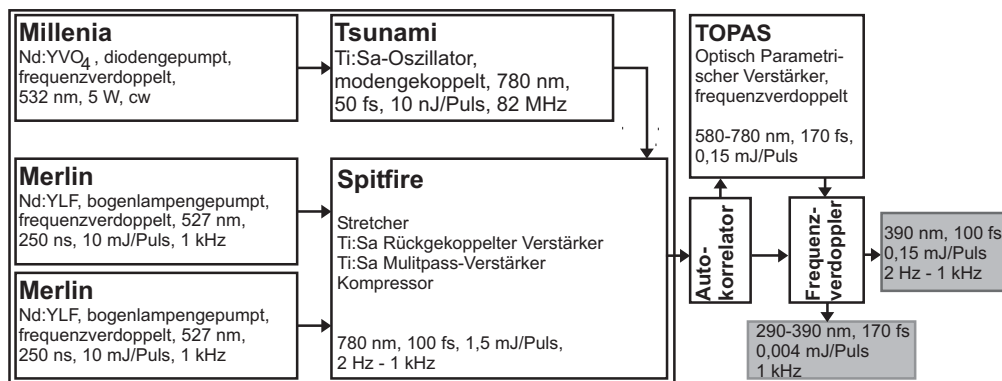 Millenia
Nd:YVO4 , diodengepumpt,
frequenzverdoppelt,
532 nm, 5 W, cw
Tsunami
Ti:Sa-Oszillator,
modengekoppelt, 780 nm,
50 fs, 10 nJ/Puls, 82 MHz
TOPAS
Optisch Parametri-
scher Verstärker,
frequenzverdoppelt
580-780 nm, 170 fs,
0,15 mJ/Puls
Merlin
Nd:YLF, bogenlampengepumpt,
frequenzverdoppelt, 527 nm,
250 ns, 10 mJ/Puls, 1 kHz
Merlin
Nd:YLF, bogenlampengepumpt,
frequenzverdoppelt, 527 nm,
250 ns, 10 mJ/Puls, 1 kHz
Spitfire
Stretcher
Ti:Sa Rückgekoppelter Verstärker
Ti:Sa Mulitpass-Verstärker
Kompressor
780 nm, 100 fs, 1,5 mJ/Puls,
2 Hz - 1 kHz
Auto-
korrelator
Frequenz-
verdoppler
390 nm, 100 fs
0,15 mJ/Puls
2 Hz - 1 kHz
290-390 nm, 170 fs
0,004 mJ/Puls
1 kHz